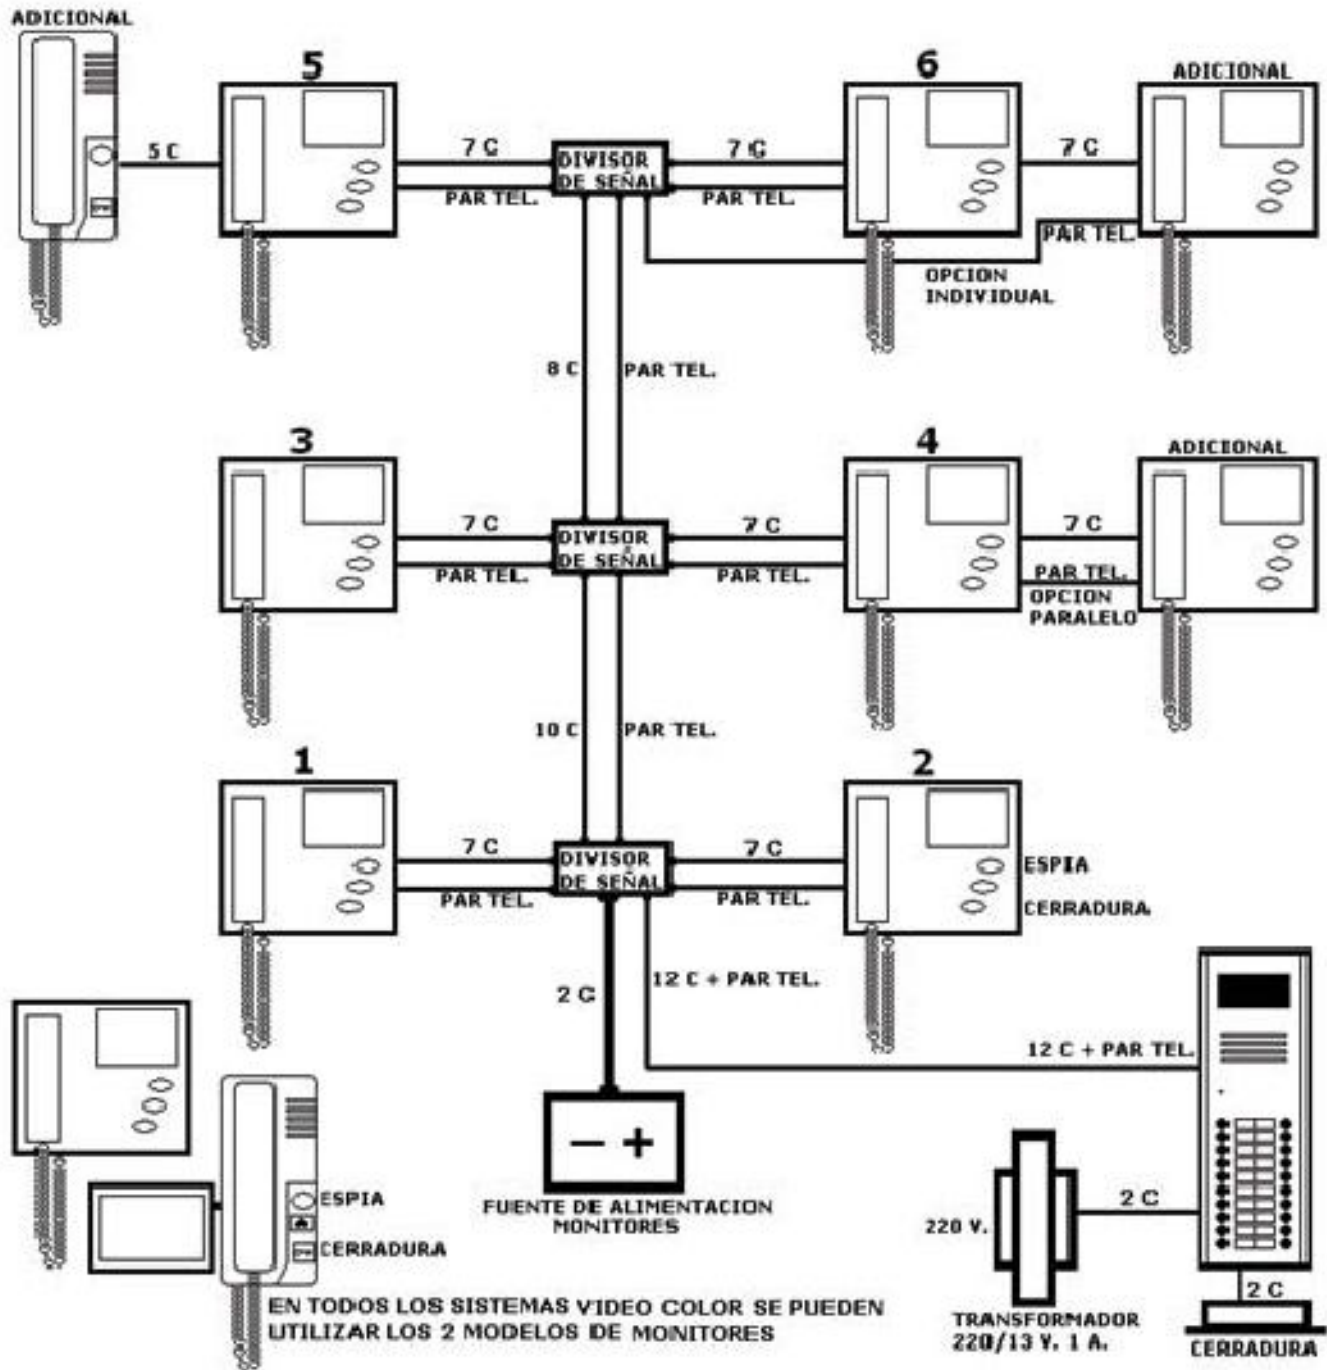 ADICIONAL
5
6
ADICIONAL
5 C
7 C
PAR TEL.
DIVISOR
DE SEÑAL
7 C
PAR TEL.
7 C
PAR TEL.
OPCION
INDIVIDUAL
8 C
PAR TEL.
3
4
ADICIONAL
7 C
PAR TEL.
DIVISOR
DE SEÑAL
7 C
PAR TEL.
7 C
PAR TEL.
OPCION
PARALELO
10 C
PAR TEL.
1
2
7 C
PAR TEL.
DIVISOR
DE SEÑAL
7 C
PAR TEL.
ESPIA
CERRADURA
2 C
12 C + PAR TEL.
12 C + PAR TEL.
− +
FUENTE DE ALIMENTACION
MONITORES
ESPIA
CERRADURA
220 V.
2 C
TRANSFORMADOR
220/13 V. 1 A.
2 C
CERRADURA
EN TODOS LOS SISTEMAS VIDEO COLOR SE PUEDEN
UTILIZAR LOS 2 MODELOS DE MONITORES